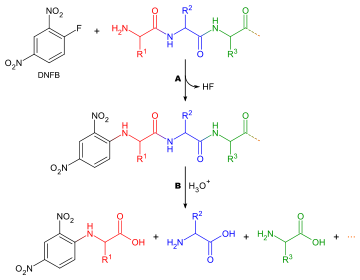 NO₂ F + H₂N R¹ O N H R² O H N R³ O
O₂N
DNFB
A HF
NO₂ H N R¹ O N H R² O H N R³ O
O₂N
B H₃O⁺
NO₂ H N R¹ O OH + H₂N R² O OH + H₂N R³ O OH + ...
O₂N